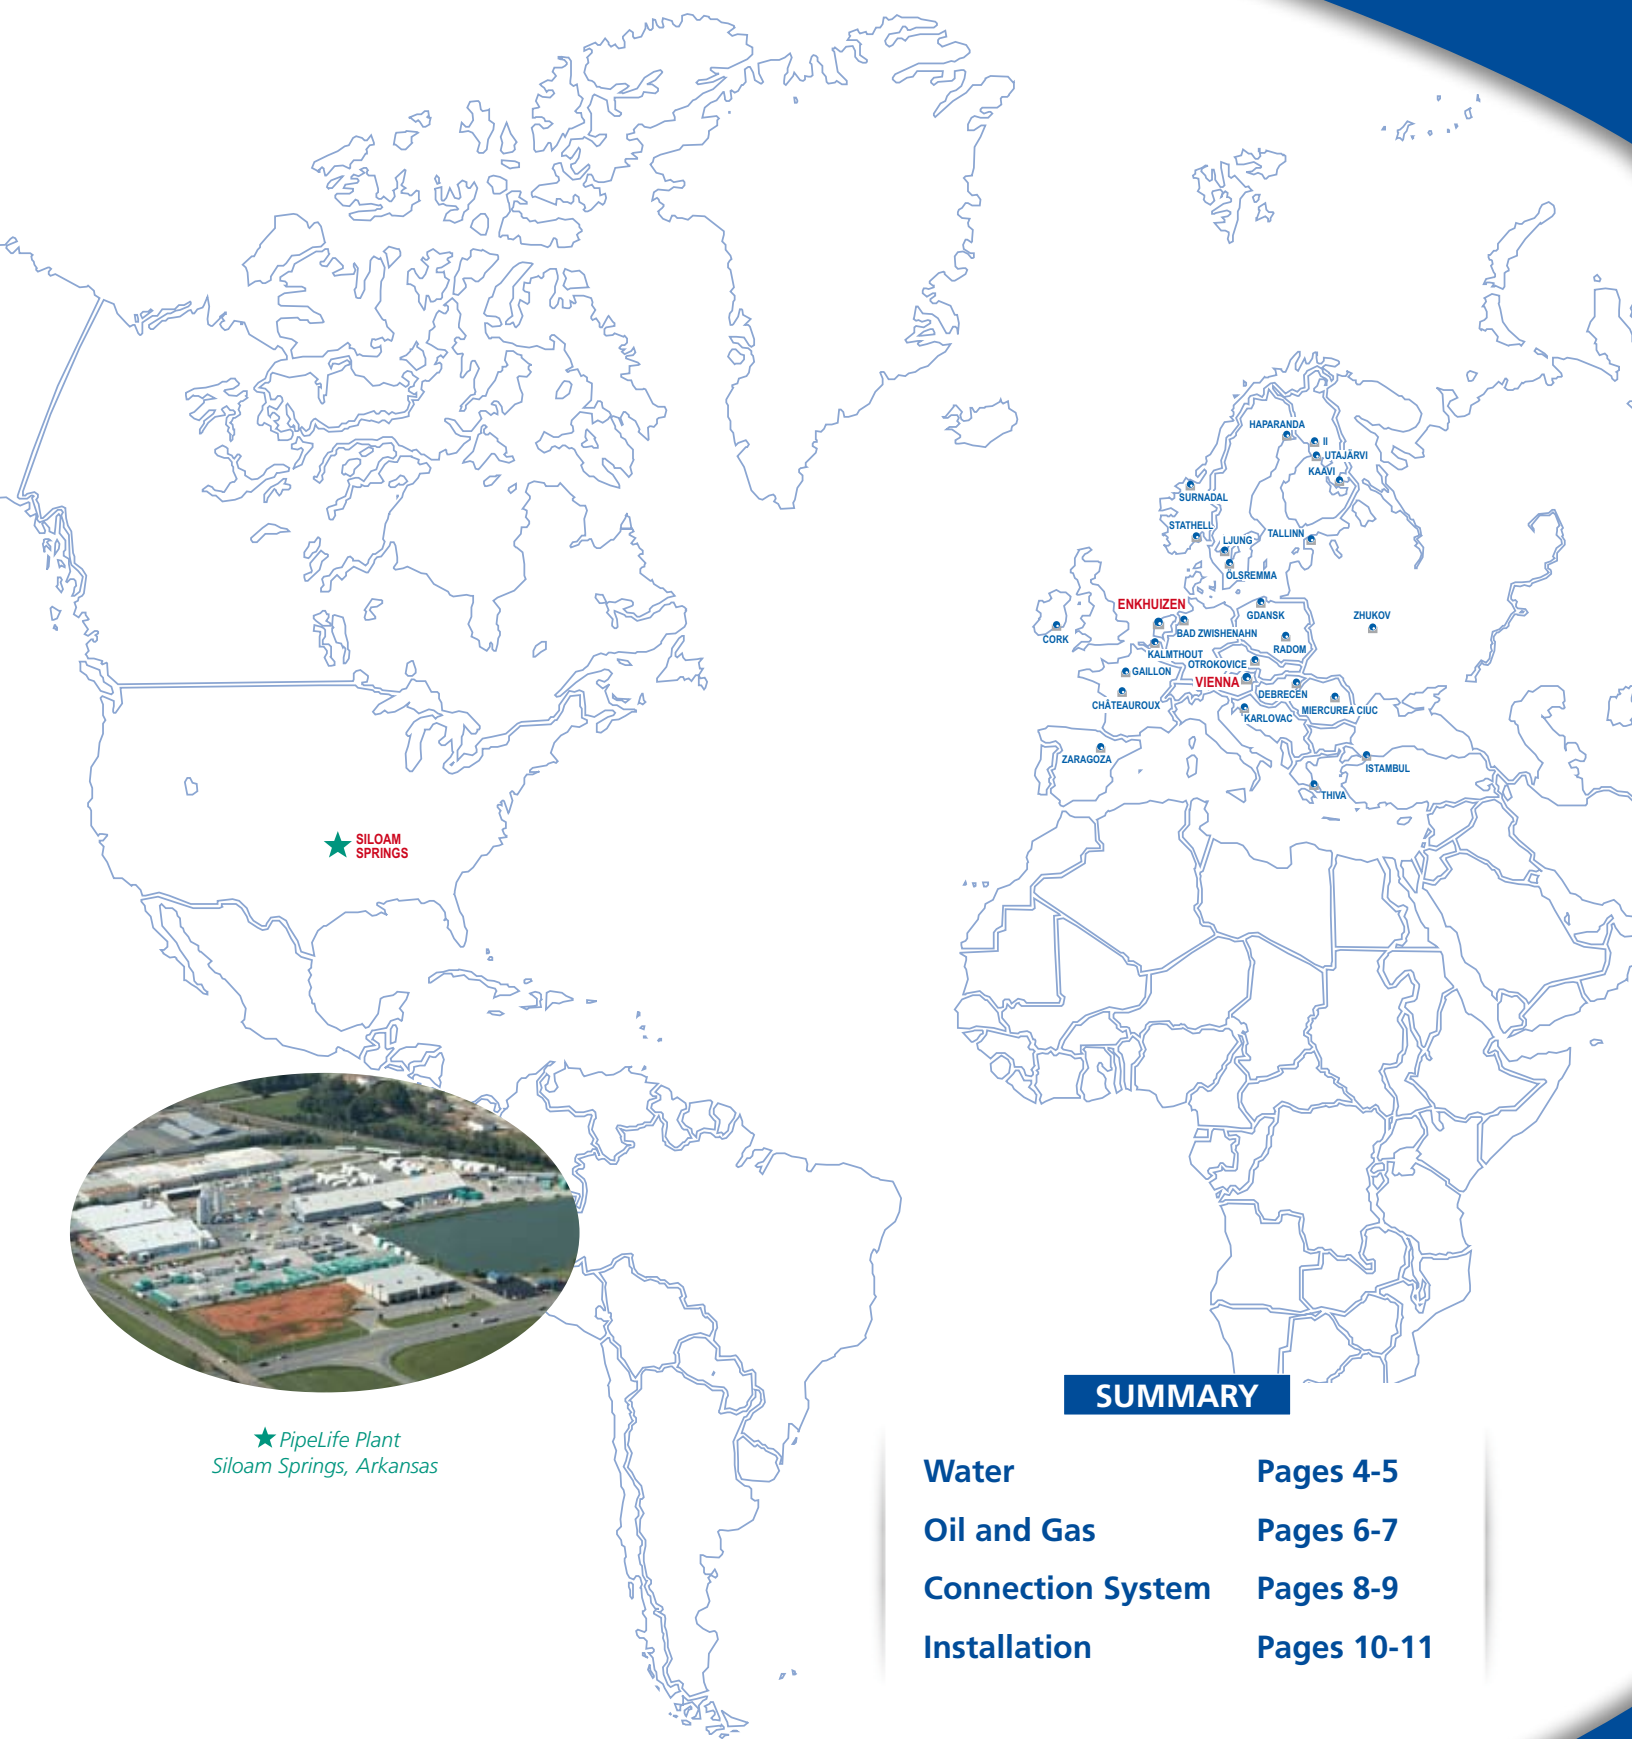 HAPARANDA
II
UTAJÄRVI
KAAVI
SURNADAL
STATHELL
LJUNG
TALLINN
ÖLSREMMA
ENKHUIZEN
GDANSK
ZHUKOV
CORK
BAD ZWISHENAHN
RADOM
KALMTHOUT
OTROKOVICE
GAILLON
VIENNA
DEBRECEN
CHÂTEAUROUX
MIERCUREA CIUC
KARLOVAC
ZARAGOZA
ISTAMBUL
THIVA
SILOAM
SPRINGS
PipeLife Plant
Siloam Springs, Arkansas
SUMMARY
Water Pages 4-5
Oil and Gas Pages 6-7
Connection System Pages 8-9
Installation Pages 10-11